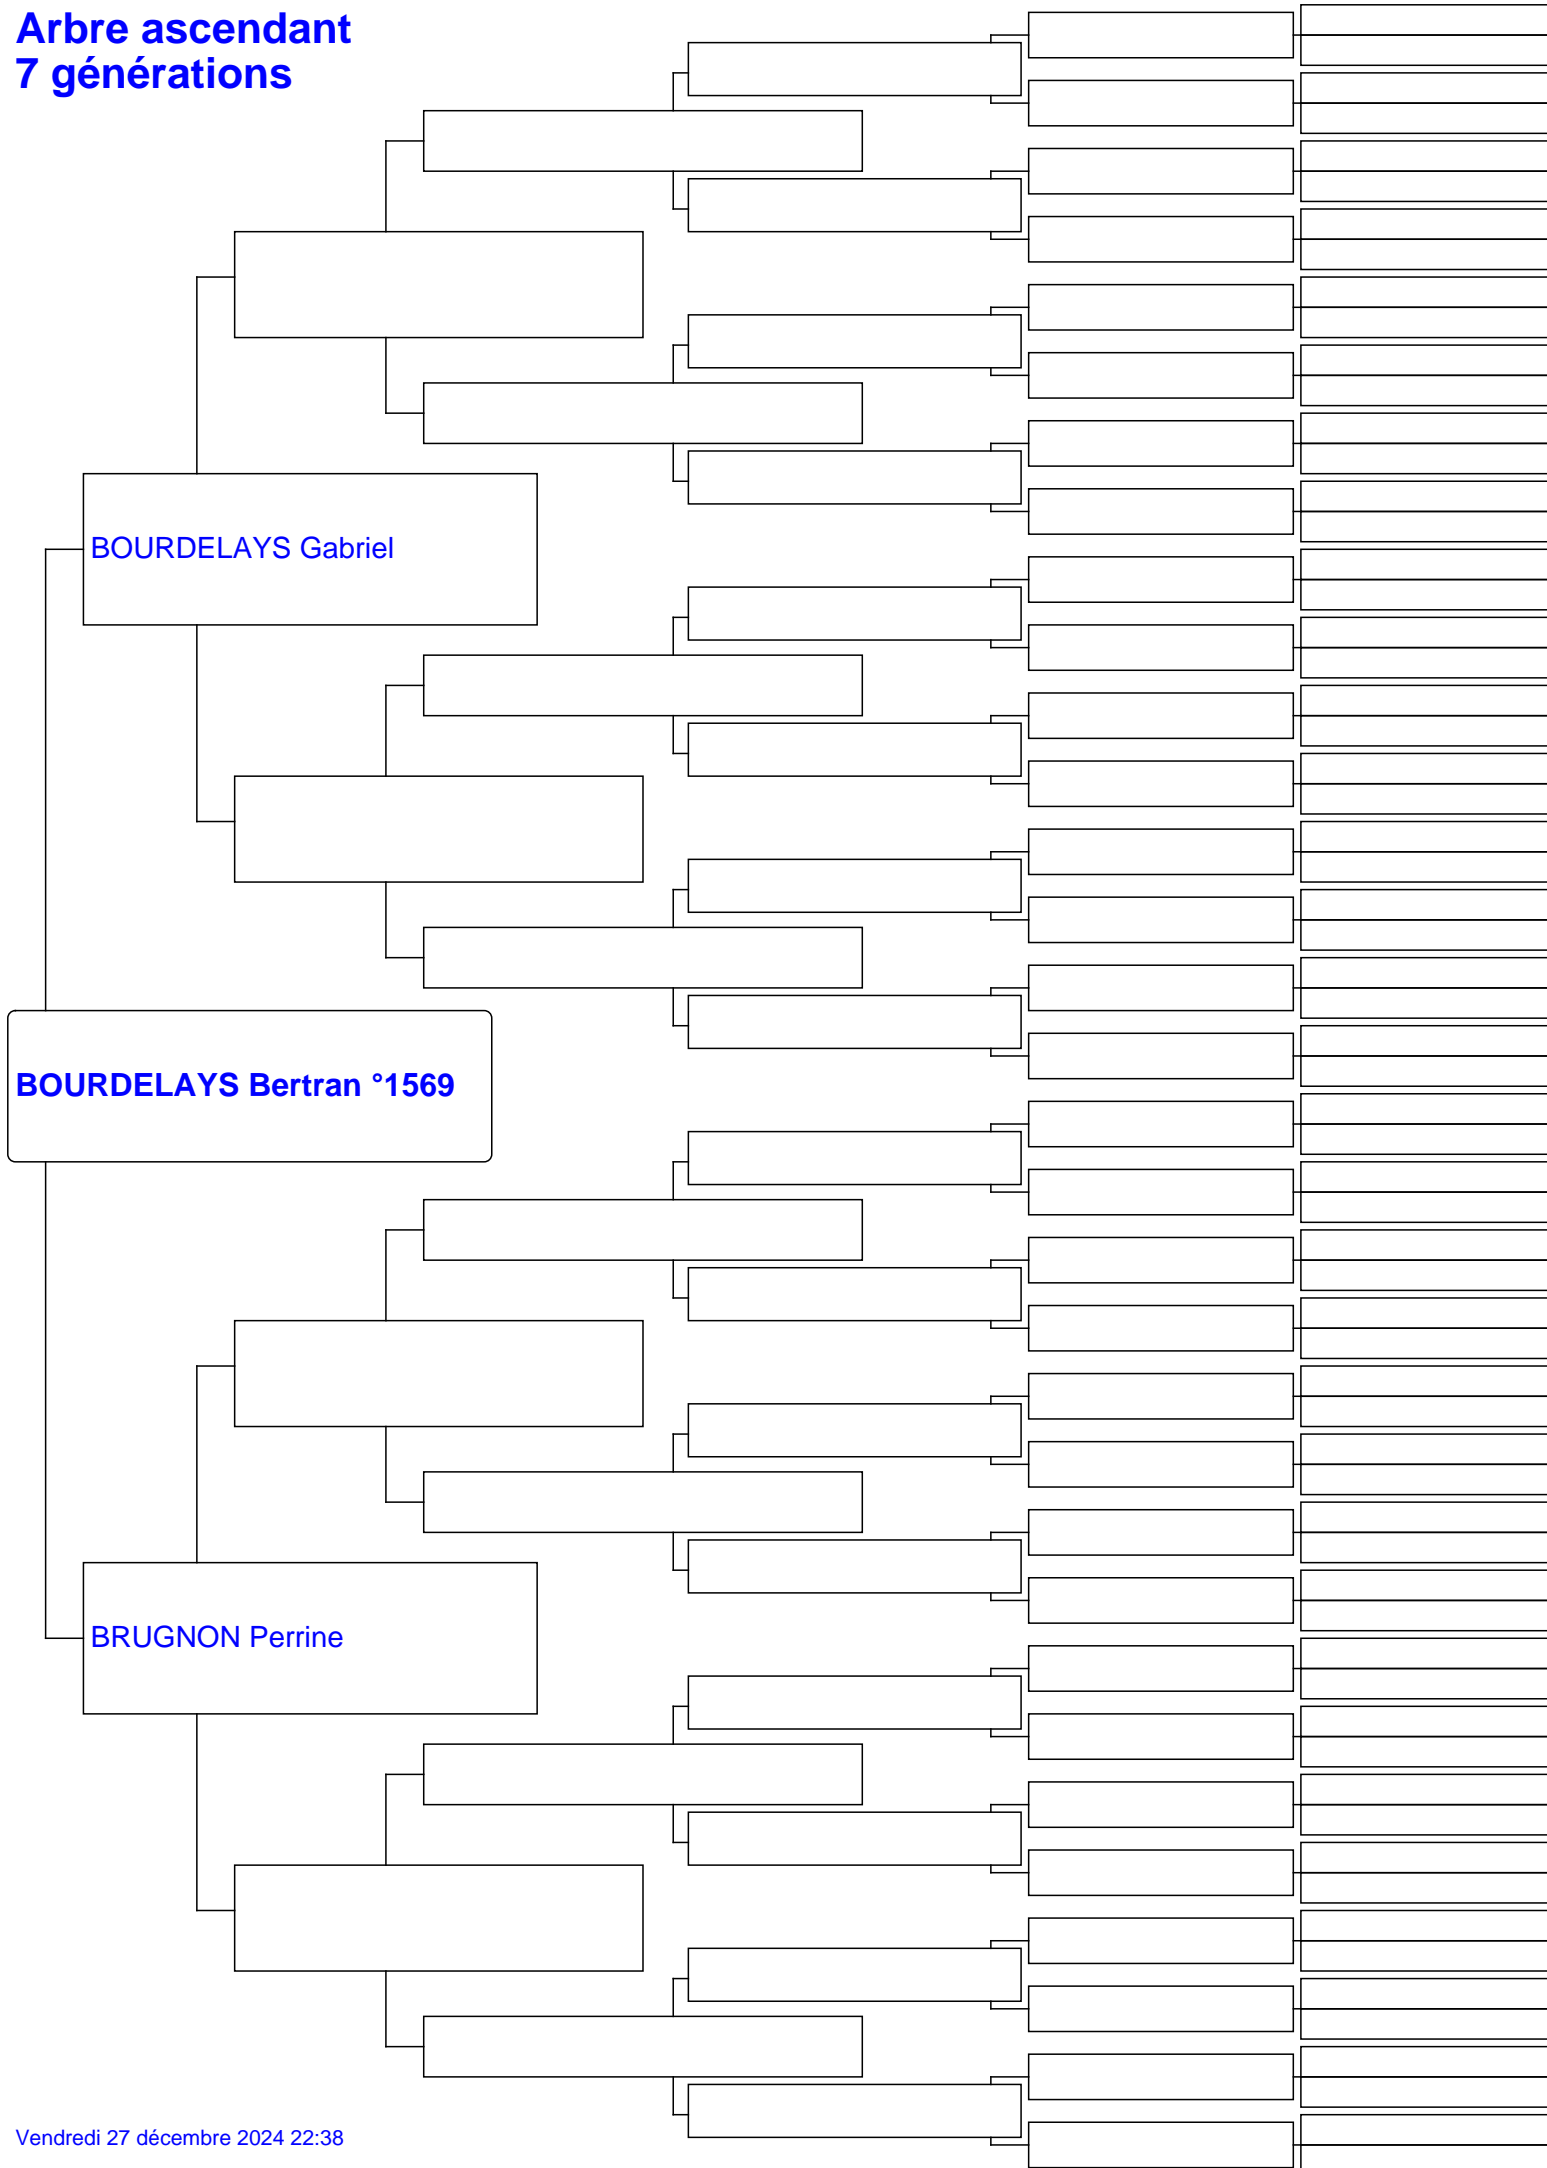 Arbre ascendant
7 générations
BOURDELAYS Gabriel
BOURDELAYS Bertran °1569
BRUGNON Perrine
Vendredi 27 décembre 2024 22:38